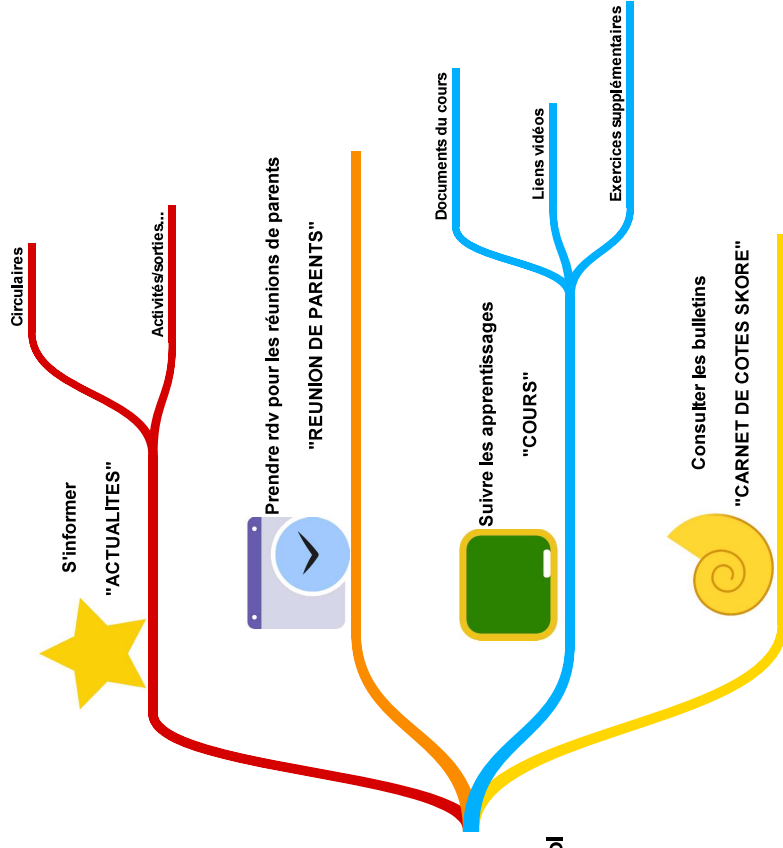 Circulaires
Activités/sorties...
S'informer
"ACTUALITES"
Prendre rdv pour les réunions de parents
"REUNION DE PARENTS"
Documents du cours
Liens vidéos
Exercices supplémentaires
Suivre les apprentissages
"COURS"
Consulter les bulletins
"CARNET DE COTES SKORE"